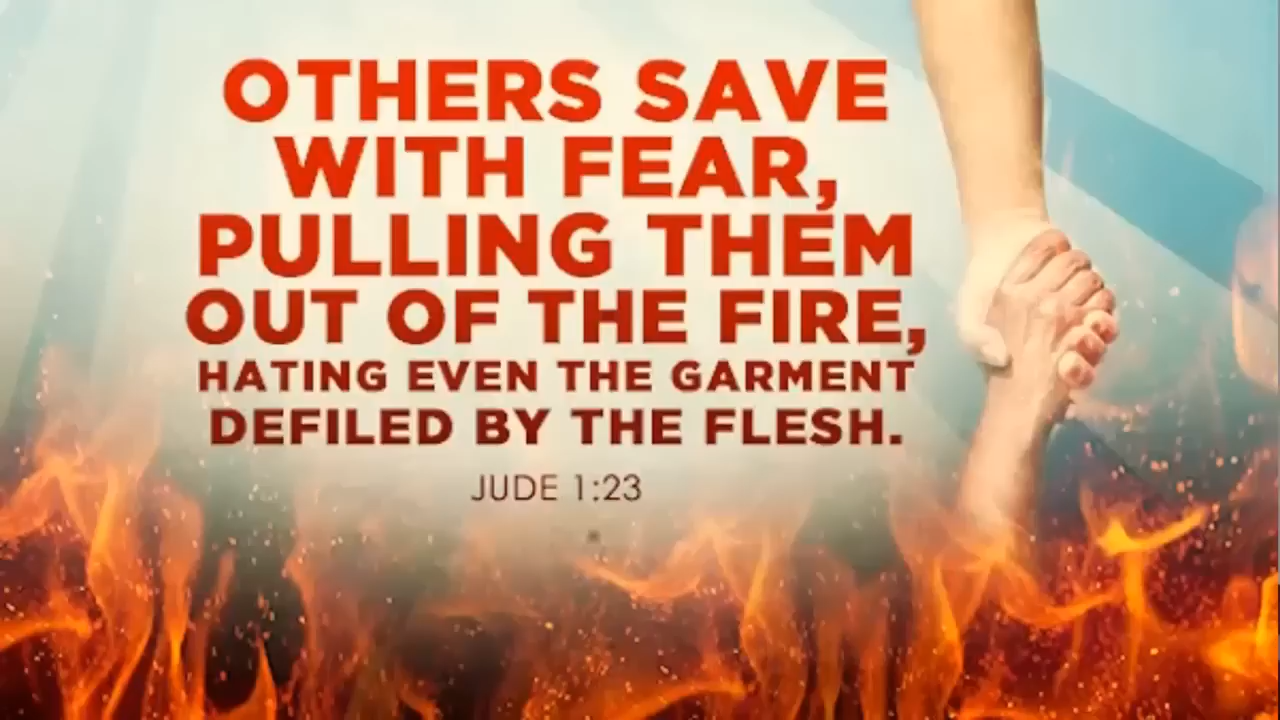 OTHERS SAVE
WITH FEAR,
PULLING THEM
OUT OF THE FIRE,
HATING EVEN THE GARMENT
DEFILED BY THE FLESH.
JUDE 1:23